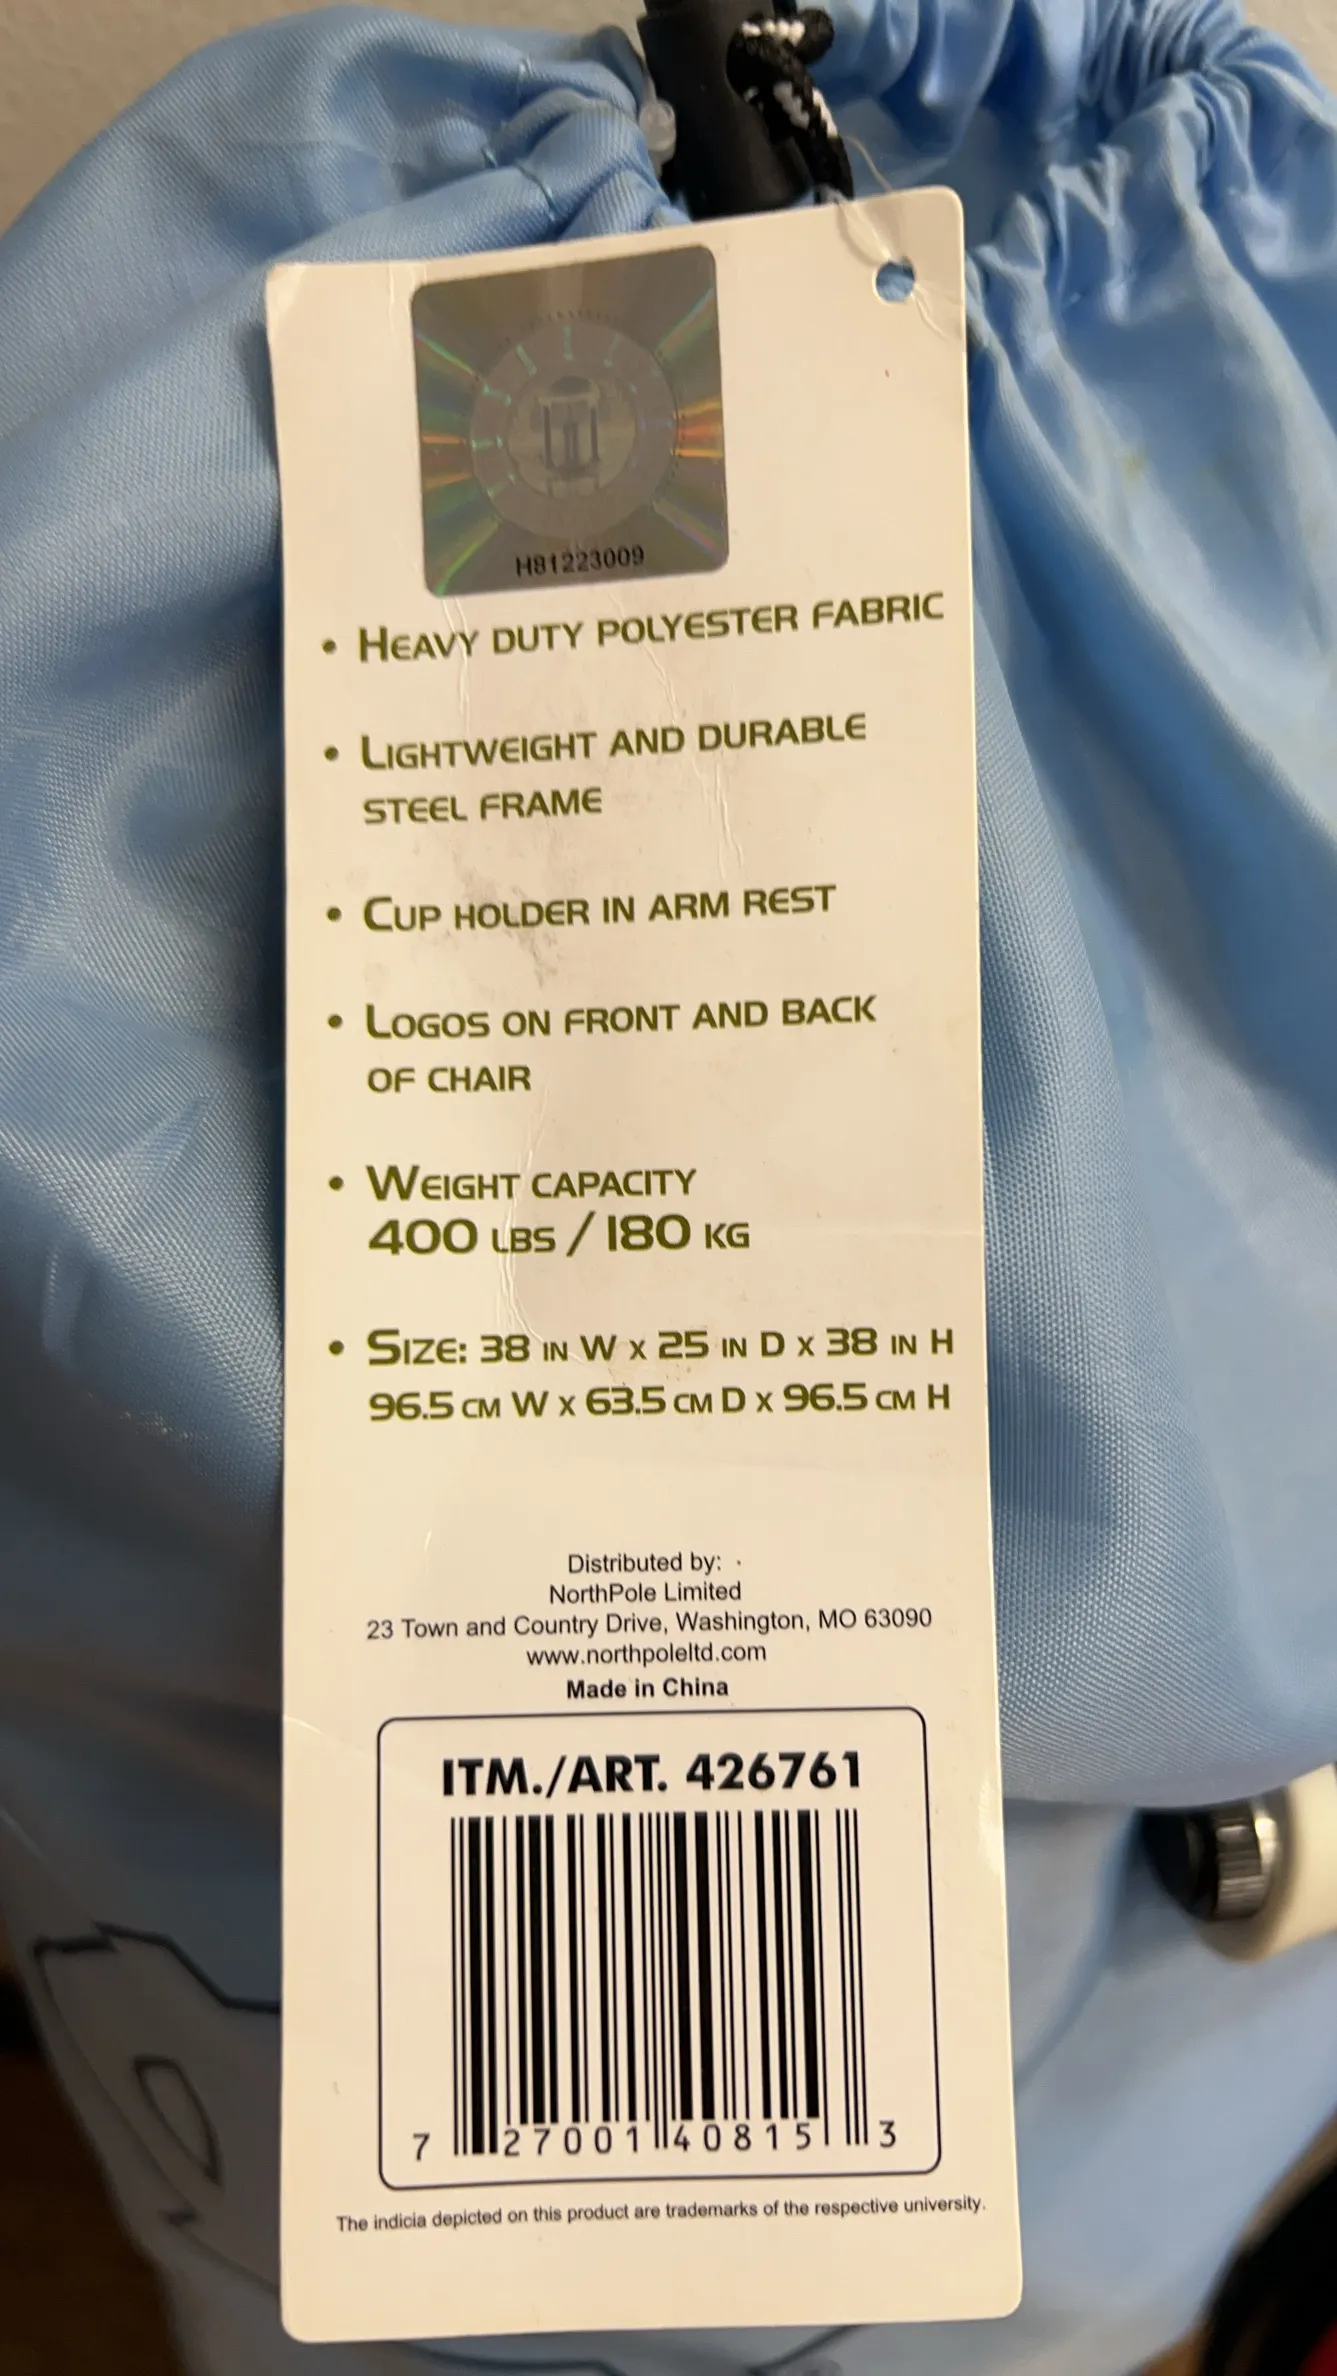 H81223009
• HEAVY DUTY POLYESTER FABRIC
• LIGHTWEIGHT AND DURABLE
STEEL FRAME
• CUP HOLDER IN ARM REST
• LOGOS ON FRONT AND BACK
OF CHAIR
• WEIGHT CAPACITY
400 LBS / 180 KG
• SIZE: 38 IN W X 25 IN D X 38 IN H
96.5 CM W X 63.5 CM D X 96.5 CM H
Distributed by:
NorthPole Limited
23 Town and Country Drive, Washington, MO 63090
www.northpoleltd.com
Made in China
ITM./ART. 426761
7 27001 40815 3
The indicia depicted on this product are trademarks of the respective university.